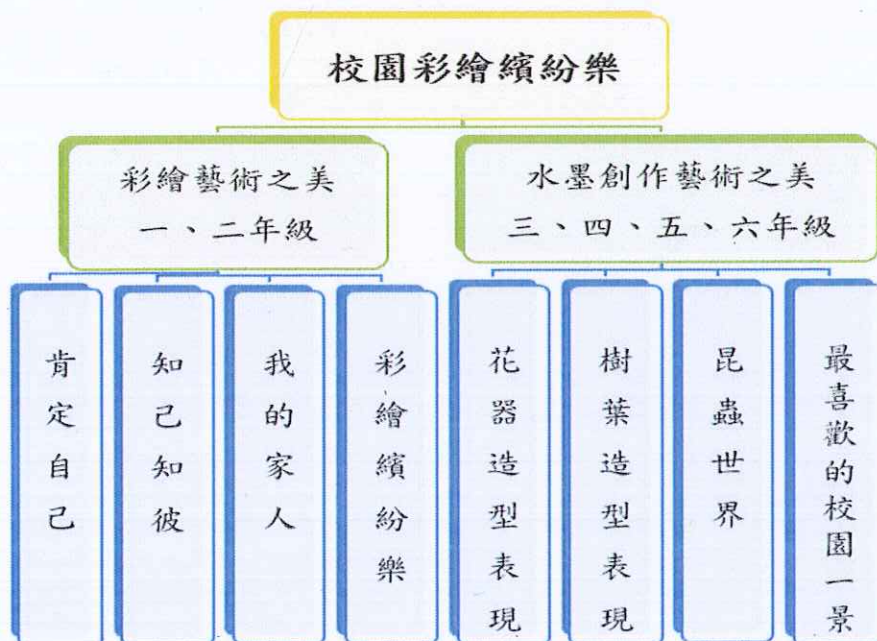 校園彩繪繽紛樂
彩繪藝術之美
一、二年級
水墨創作藝術之美
三、四、五、六年級
肯定自己
知己知彼
我的家人
彩繪繽紛樂
花器造型表現
樹葉造型表現
昆蟲世界
最喜歡的校園一景